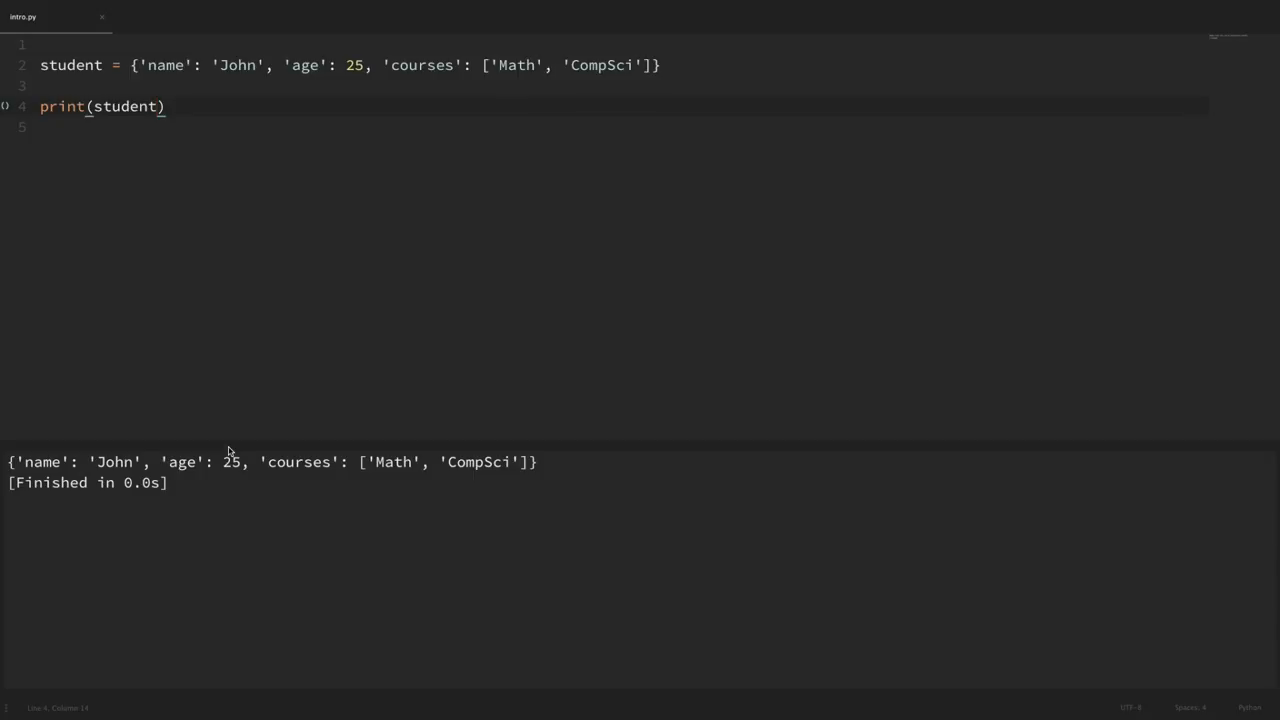 intro.py ×
1
2 student = {'name': 'John', 'age': 25, 'courses': ['Math', 'CompSci']}
3
4 print(student)
5
{'name': 'John', 'age': 25, 'courses': ['Math', 'CompSci']}
[Finished in 0.0s]
Line 4, Column 14 UTF-8 Spaces: 4 Python